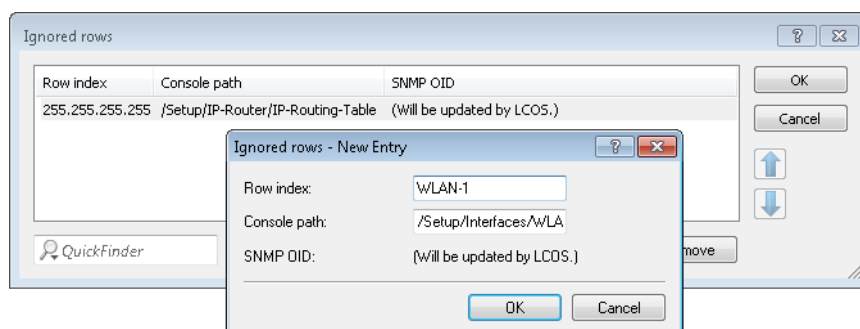 Ignored rows
Row index Console path SNMP OID
255.255.255.255 /Setup/IP-Router/IP-Routing-Table (Will be updated by LCOS.)
OK
Cancel
QuickFinder
Ignored rows - New Entry
Row index: WLAN-1
Console path: /Setup/Interfaces/WLA
SNMP OID: (Will be updated by LCOS.)
OK Cancel
move